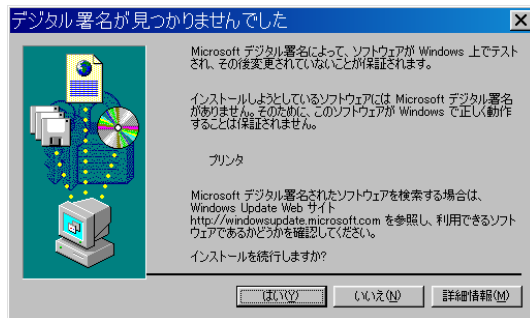 デジタル署名が見つかりませんでした
Microsoft デジタル署名によって、ソフトウェアが Windows 上でテスト
され、その後変更されていないことが保証されます。
インストールしようとしているソフトウェアには Microsoft デジタル署名
がありません。そのために、このソフトウェアが Windows で正しく動作
することは保証されません。
プリンタ
Microsoft デジタル署名されたソフトウェアを検索する場合は、
Windows Update Web サイト
http://windowsupdate.microsoft.com を参照し、利用できるソフト
ウェアであるかどうかを確認してください。
インストールを続行しますか?
はい(Y) いいえ(N) 詳細情報(M)